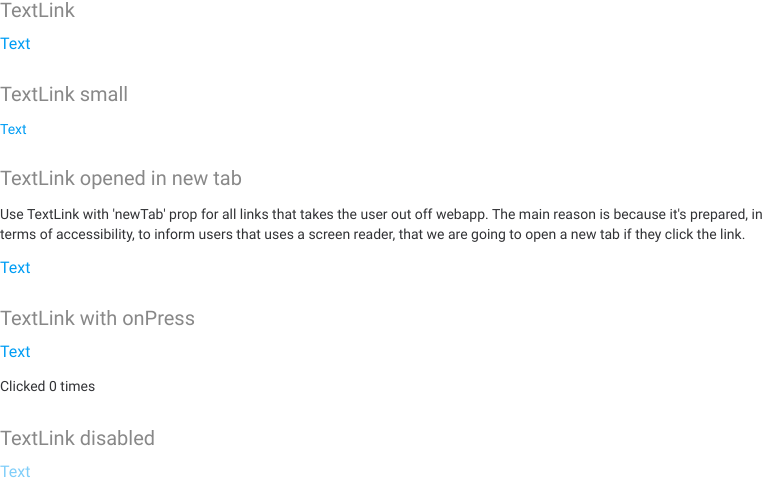 TextLink
Text
TextLink small
Text
TextLink opened in new tab
Use TextLink with 'newTab' prop for all links that takes the user out off webapp. The main reason is because it's prepared, in
terms of accessibility, to inform users that uses a screen reader, that we are going to open a new tab if they click the link.
Text
TextLink with onPress
Text
Clicked 0 times
TextLink disabled
Text